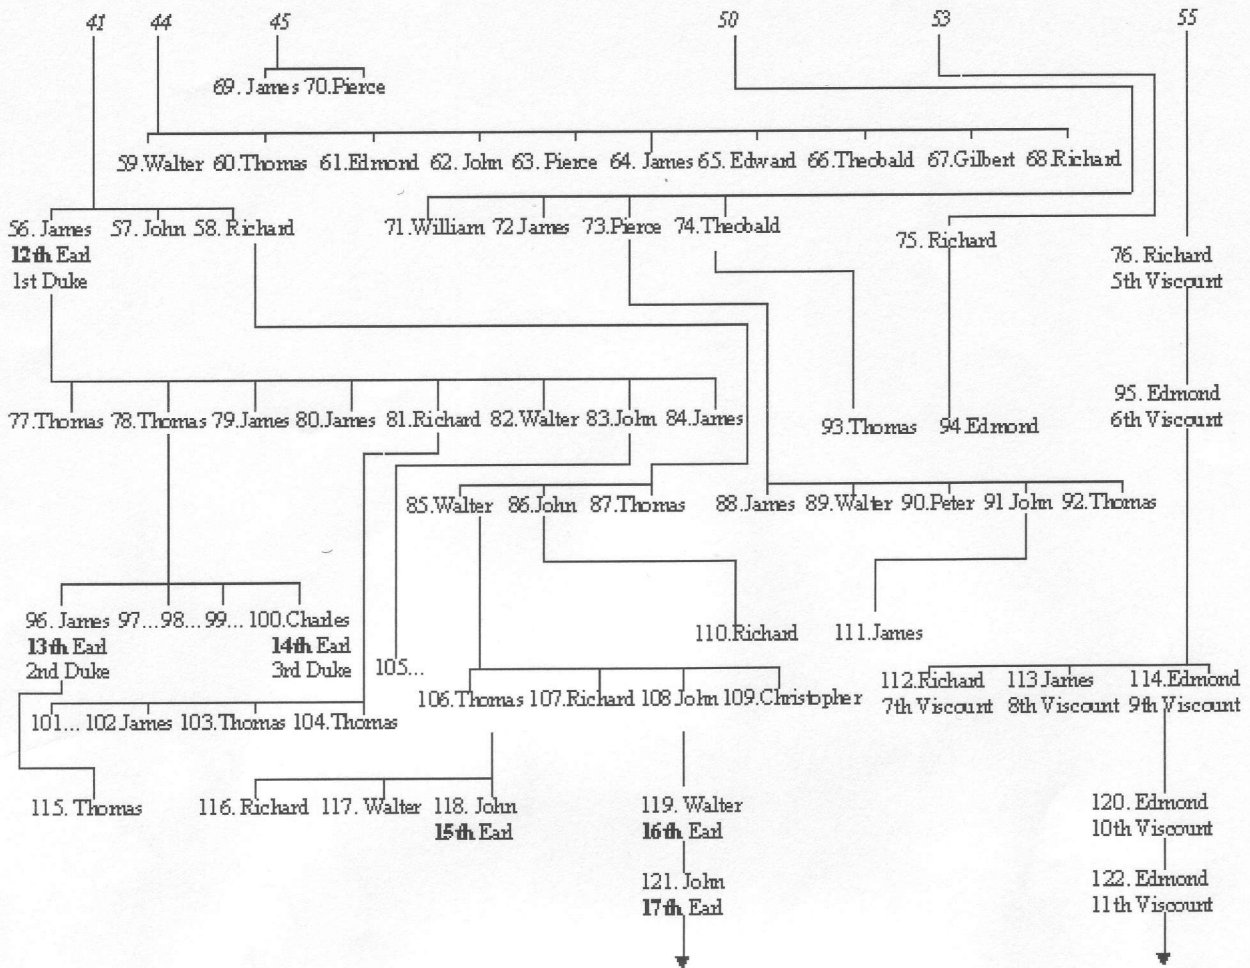 41 44 45 50 53 55
69. James 70.Pierce
59.Walter 60.Thomas 61.Edmond 62. John 63. Pierce 64. James 65. Edward 66.Theobald 67.Gilbert 68.Richard
56. James 57. John 58. Richard 71.William 72 James 73.Pierce 74.Theobald 75. Richard
12th Earl
1st Duke
76. Richard
5th Viscount
77.Thomas 78.Thomas 79.James 80.James 81.Richard 82.Walter 83.John 84.James 93.Thomas 94.Edmond
95. Edmond
6th Viscount
85.Walter 86.John 87.Thomas 88.James 89.Walter 90.Peter 91 John 92.Thomas
96. James 97...98... 99... 100.Charles
13th Earl 14th Earl
2nd Duke 3rd Duke
105...
110.Richard 111.James
101... 102 James 103.Thomas 104.Thomas
106.Thomas 107.Richard 108 John 109.Christopher
112.Richard 113 James 114.Edmond
7th Viscount 8th Viscount 9th Viscount
115. Thomas 116. Richard 117. Walter 118. John 119. Walter 120. Edmond
15th Earl 16th Earl 10th Viscount
121. John 122. Edmond
17th Earl 11th Viscount